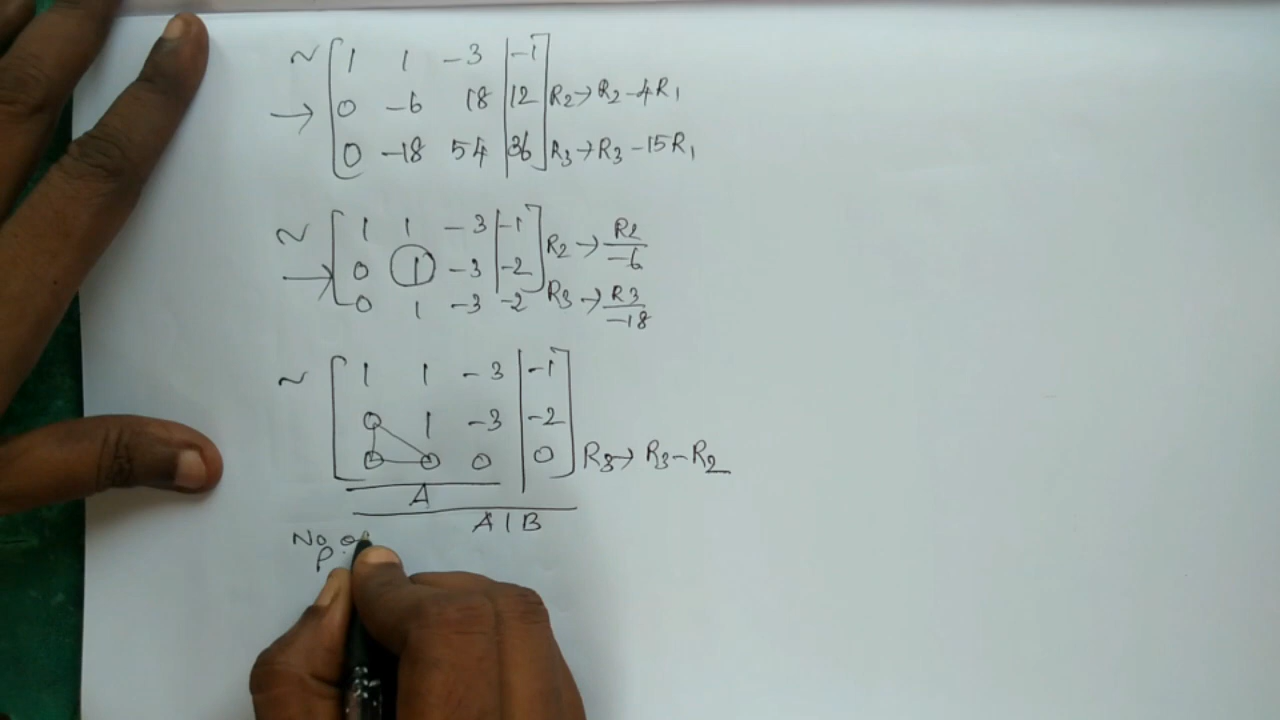 ~ [ 1 1 -3 | -1 ]
→ 0 -6 18 | 12 R2→R2-4R1
0 -18 54 | 36 R3→R3-15R1
~ [ 1 1 -3 | -1 ]
→ 0 1 -3 | -2 R2→R2/-6
0 1 -3 -2 R3→R3/-18
~ [ 1 1 -3 | -1 ]
0 1 -3 | -2
0 0 0 | 0 R3→R3-R2
A
A|B
No
ρ